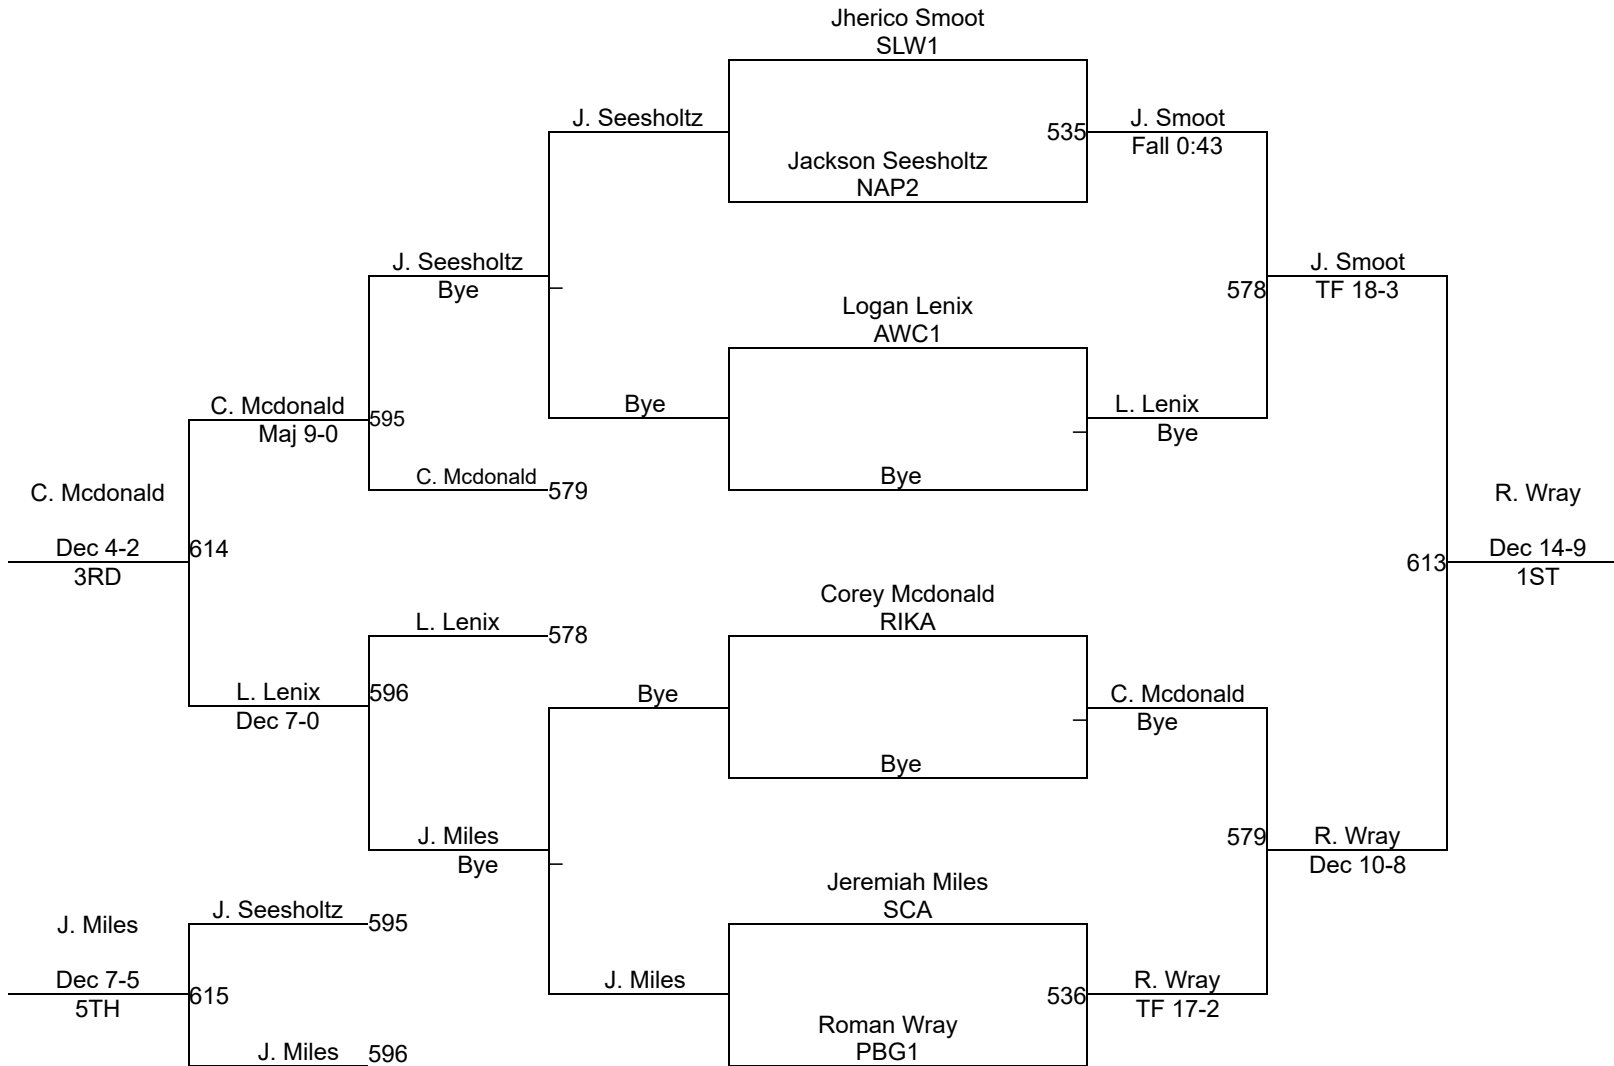 Jherico Smoot
SLW1
J. Seesholtz
535
J. Smoot
Fall 0:43
Jackson Seesholtz
NAP2
J. Seesholtz
Bye
J. Smoot
578
TF 18-3
Logan Lenix
AWC1
C. Mcdonald
595
Maj 9-0
Bye
L. Lenix
Bye
C. Mcdonald
579
Bye
C. Mcdonald
R. Wray
Dec 4-2
614
3RD
613
Dec 14-9
1ST
Corey Mcdonald
RIKA
L. Lenix
578
L. Lenix
596
Dec 7-0
Bye
C. Mcdonald
Bye
Bye
J. Miles
Bye
579
R. Wray
Dec 10-8
Jeremiah Miles
SCA
J. Miles
J. Seesholtz
595
Dec 7-5
615
5TH
J. Miles
536
R. Wray
TF 17-2
Roman Wray
PBG1
J. Miles
596